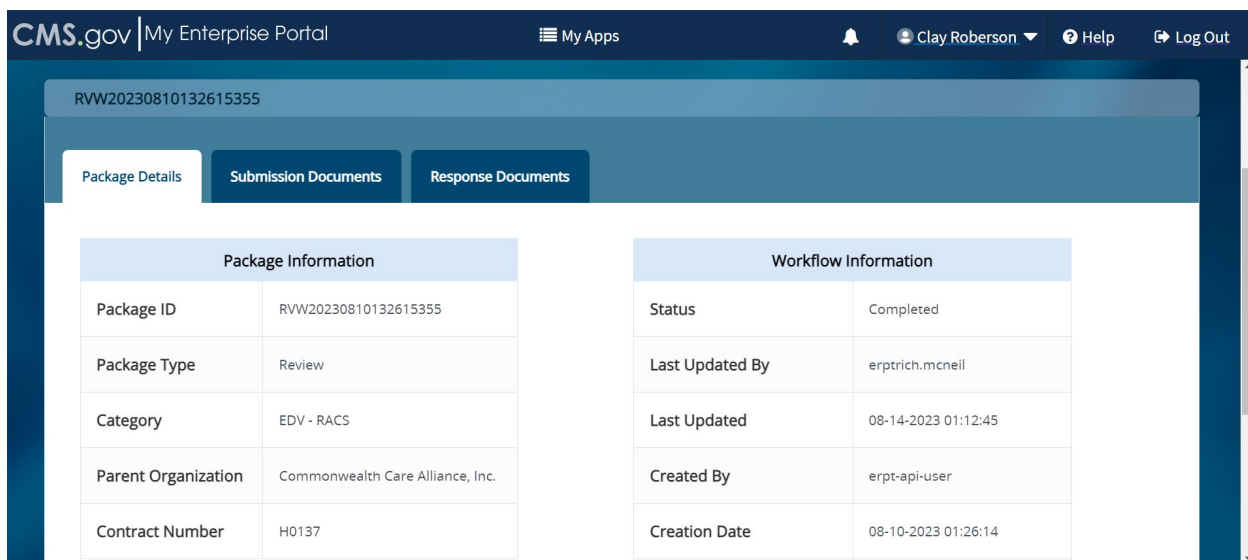 CMS.gov | My Enterprise Portal My Apps Clay Roberson Help Log Out
RVW20230810132615355
Package Details Submission Documents Response Documents
Package Information
Package ID RVW20230810132615355
Package Type Review
Category EDV - RACS
Parent Organization Commonwealth Care Alliance, Inc.
Contract Number H0137
Workflow Information
Status Completed
Last Updated By erptrich.mcneil
Last Updated 08-14-2023 01:12:45
Created By erpt-api-user
Creation Date 08-10-2023 01:26:14